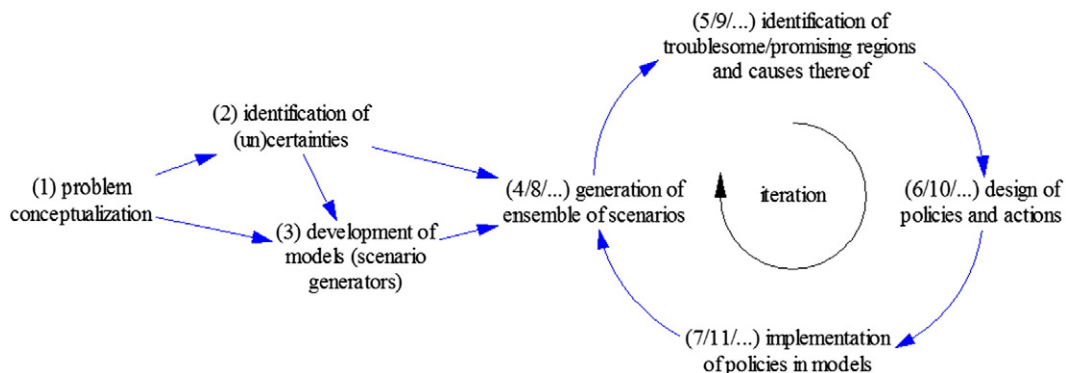 (1) problem
conceptualization
(2) identification of
(un)certainties
(3) development of
models (scenario
generators)
(4/8/...) generation of
ensemble of scenarios
(5/9/...) identification of
troublesome/promising regions
and causes thereof
(6/10/...) design of
policies and actions
(7/11/...) implementation
of policies in models
iteration